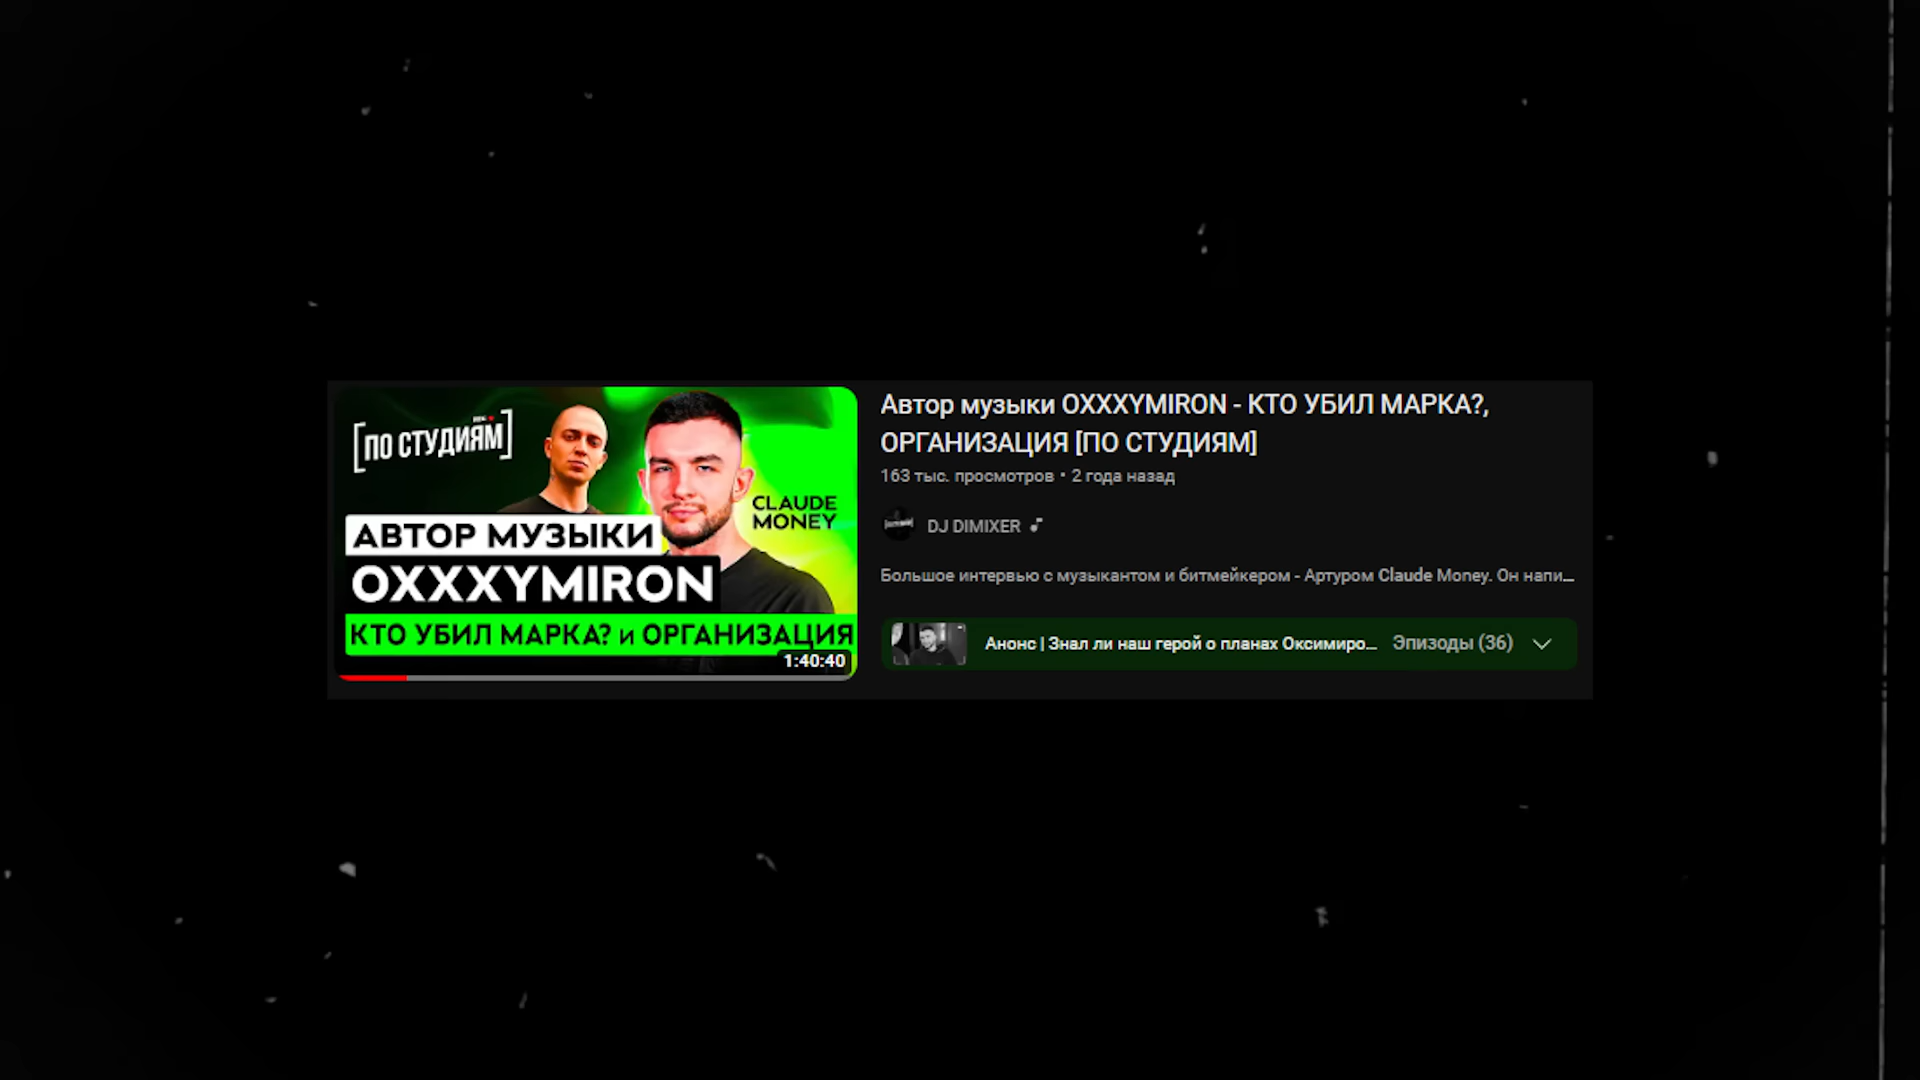 [ПО СТУДИЯМ]
CLAUDE
MONEY
АВТОР МУЗЫКИ
OXXXYMIRON
КТО УБИЛ МАРКА? и ОРГАНИЗАЦИЯ
1:40:40
Автор музыки OXXXYMIRON - КТО УБИЛ МАРКА?,
ОРГАНИЗАЦИЯ [ПО СТУДИЯМ]
163 тыс. просмотров • 2 года назад
DJ DIMIXER
Большое интервью с музыкантом и битмейкером - Артуром Claude Money. Он напи...
Анонс | Знал ли наш герой о планах Оксимиро... Эпизоды (36)